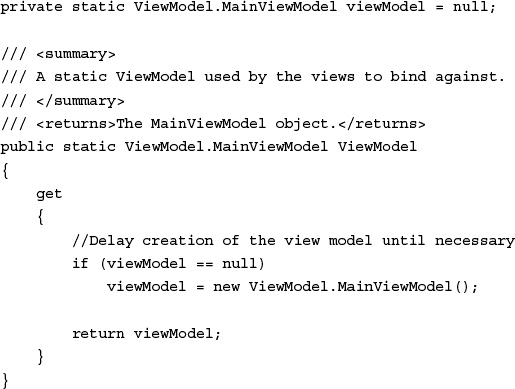 private static ViewModel.MainViewModel viewModel = null;

/// <summary>
/// A static ViewModel used by the views to bind against.
/// </summary>
/// <returns>The MainViewModel object.</returns>
public static ViewModel.MainViewModel ViewModel
{
    get
    {
        //Delay creation of the view model until necessary
        if (viewModel == null)
            viewModel = new ViewModel.MainViewModel();

        return viewModel;
    }
}